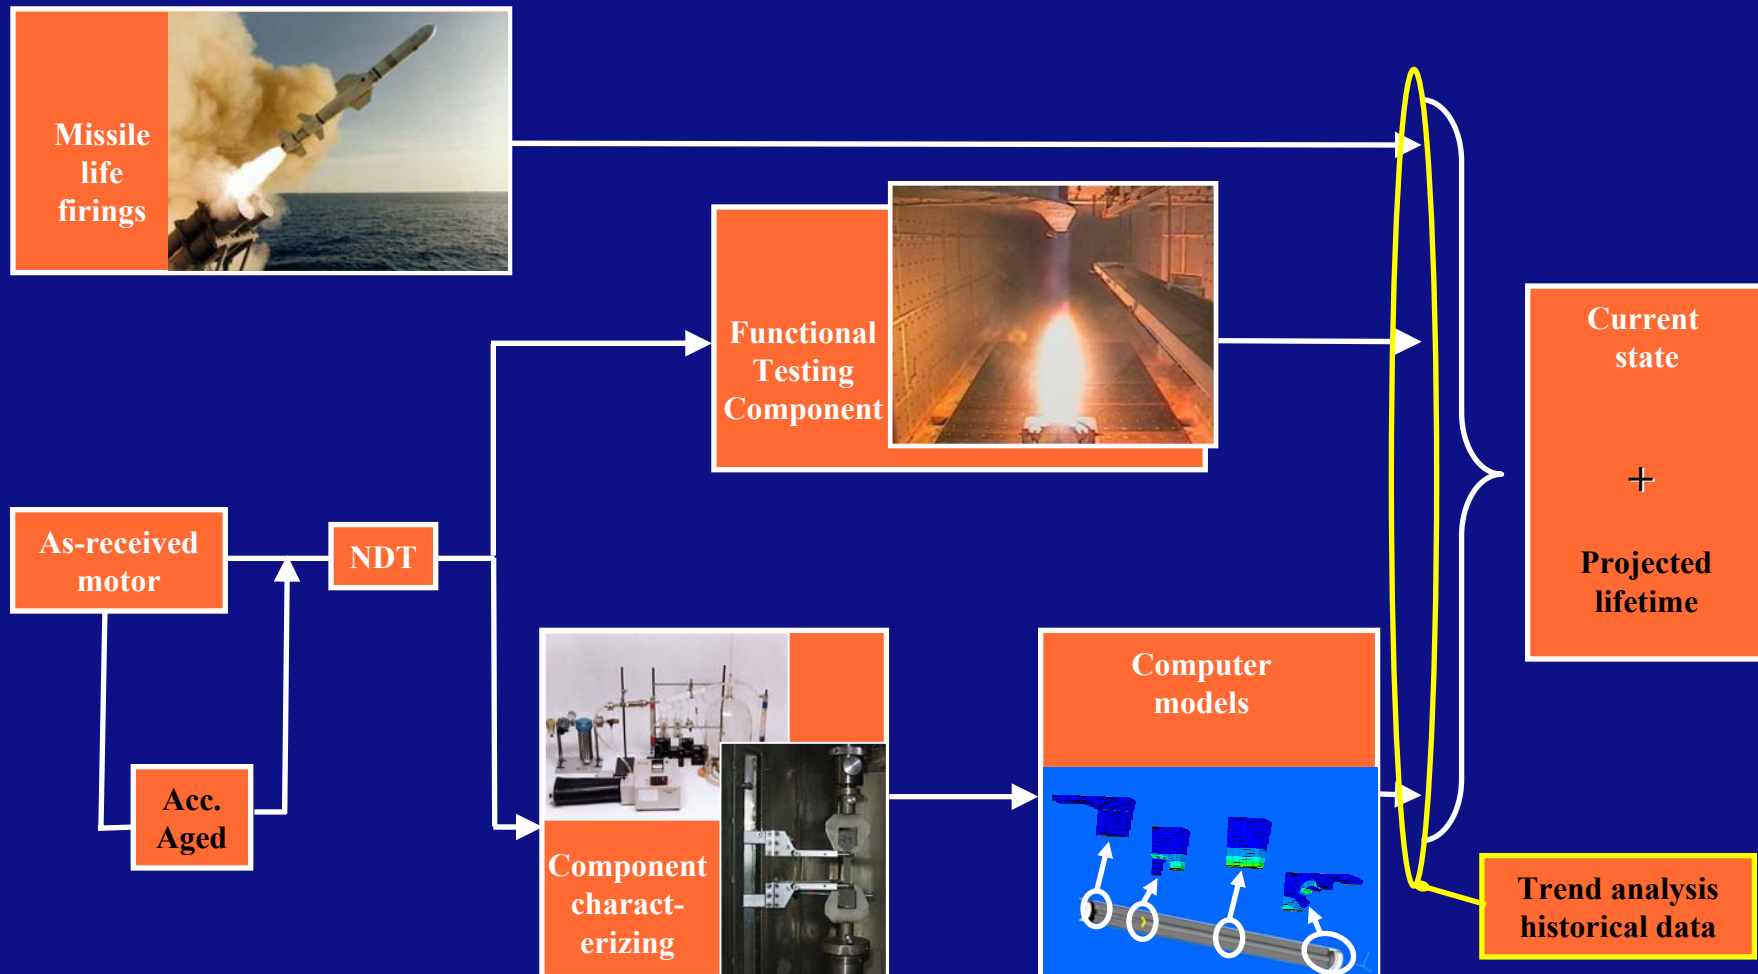 Missile
life
firings
Functional
Testing
Component
Current
state
+
Projected
lifetime
As-received
motor
NDT
Acc.
Aged
Component
charact-
erizing
Computer
models
Trend analysis
historical data